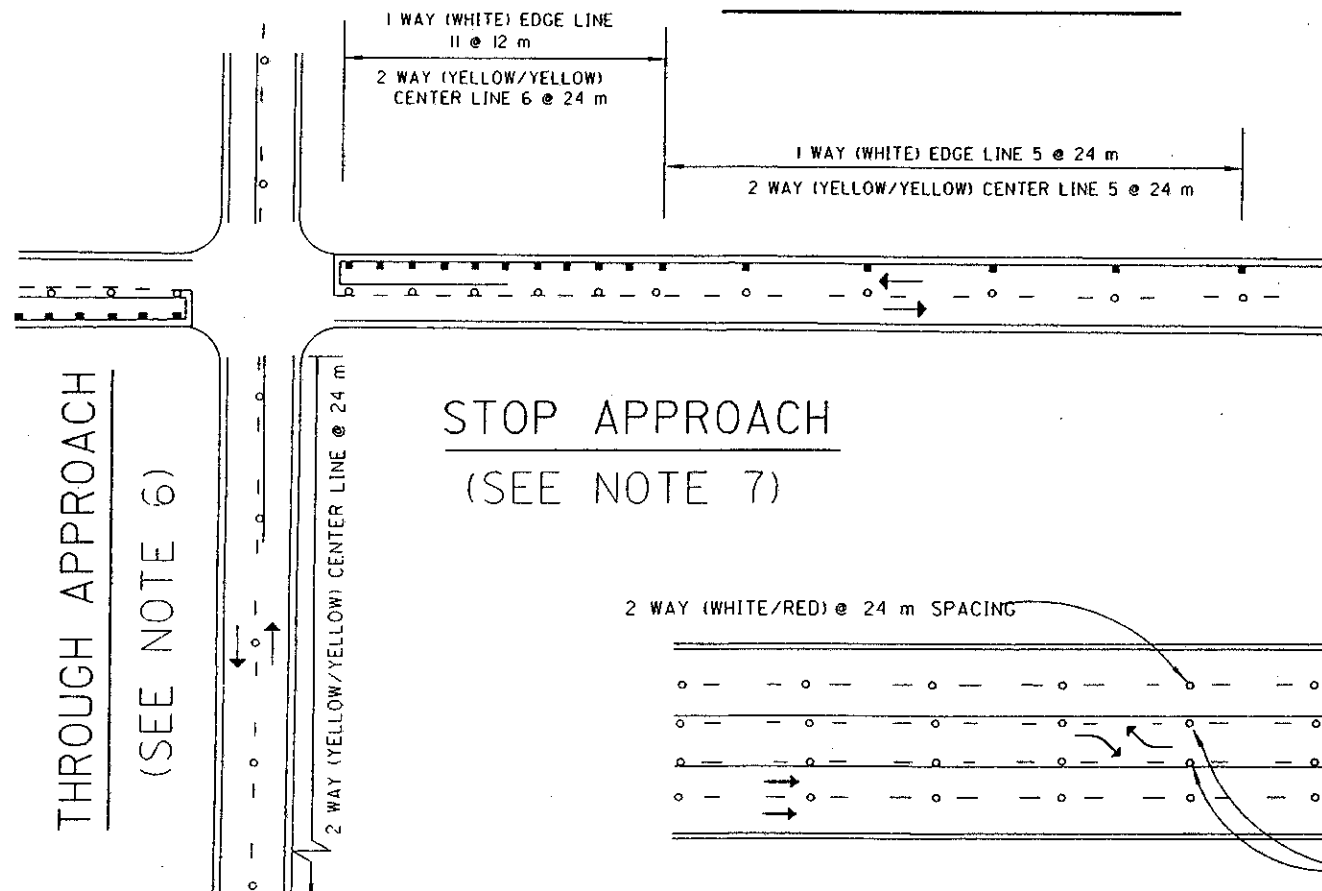 1 WAY (WHITE) EDGE LINE
11 @ 12 m
2 WAY (YELLOW/YELLOW)
CENTER LINE 6 @ 24 m
1 WAY (WHITE) EDGE LINE 5 @ 24 m
2 WAY (YELLOW/YELLOW) CENTER LINE 5 @ 24 m
THROUGH APPROACH
(SEE NOTE 6)
2 WAY (YELLOW/YELLOW) CENTER LINE @ 24 m
STOP APPROACH
(SEE NOTE 7)
2 WAY (WHITE/RED) @ 24 m SPACING